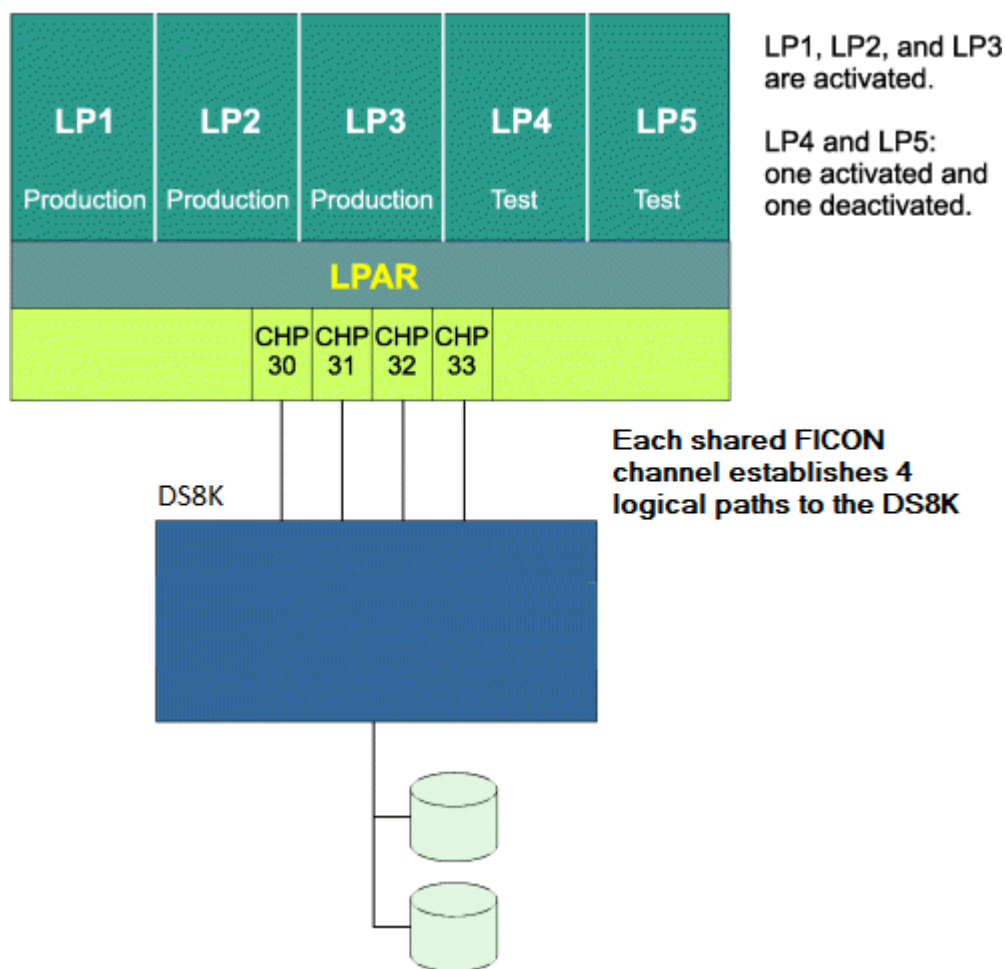 LP1
LP2
LP3
LP4
LP5
Production
Production
Production
Test
Test
LP1, LP2, and LP3
are activated.
LP4 and LP5:
one activated and
one deactivated.
LPAR
CHP
30
CHP
31
CHP
32
CHP
33
Each shared FICON
channel establishes 4
logical paths to the DS8K
DS8K